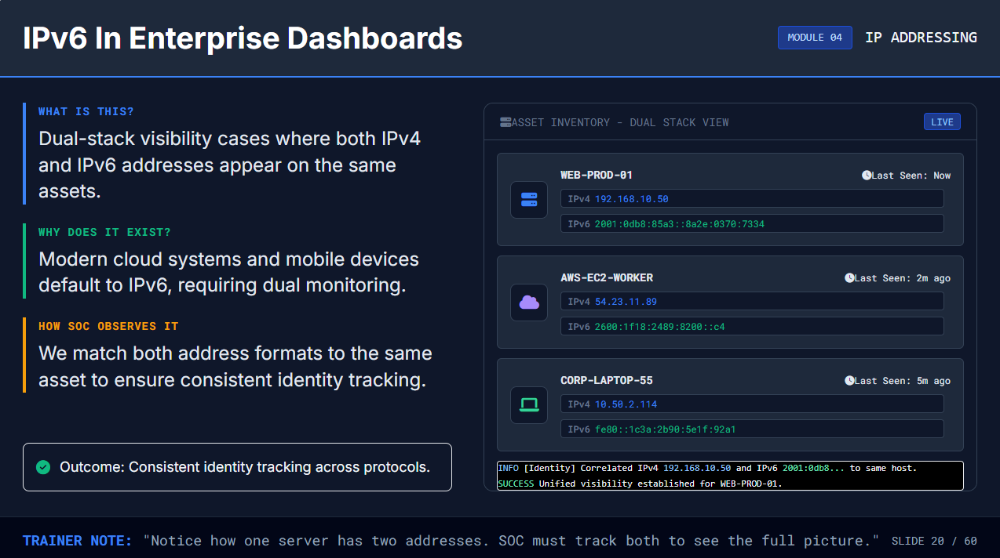 IPv6 In Enterprise Dashboards
MODULE 04
IP ADDRESSING
WHAT IS THIS?
Dual-stack visibility cases where both IPv4
and IPv6 addresses appear on the same
assets.
WHY DOES IT EXIST?
Modern cloud systems and mobile devices
default to IPv6, requiring dual monitoring.
HOW SOC OBSERVES IT
We match both address formats to the same
asset to ensure consistent identity tracking.
Outcome: Consistent identity tracking across protocols.
ASSET INVENTORY - DUAL STACK VIEW
LIVE
WEB-PROD-01
Last Seen: Now
IPv4 192.168.10.50
IPv6 2001:0db8:85a3::8a2e:0370:7334
AWS-EC2-WORKER
Last Seen: 2m ago
IPv4 54.23.11.89
IPv6 2600:1f18:2489:8200::c4
CORP-LAPTOP-55
Last Seen: 5m ago
IPv4 10.50.2.114
IPv6 fe80::1c3a:2b90:5e1f:92a1
INFO [Identity] Correlated IPv4 192.168.10.50 and IPv6 2001:0db8... to same host.
SUCCESS Unified visibility established for WEB-PROD-01.
TRAINER NOTE: "Notice how one server has two addresses. SOC must track both to see the full picture."
SLIDE 20 / 60